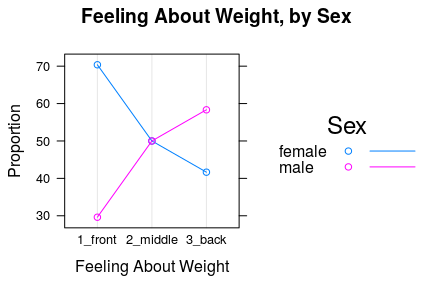 Feeling About Weight, by Sex
Proportion
70
60
50
40
30
1_front 2_middle 3_back
Feeling About Weight
Sex
female
male